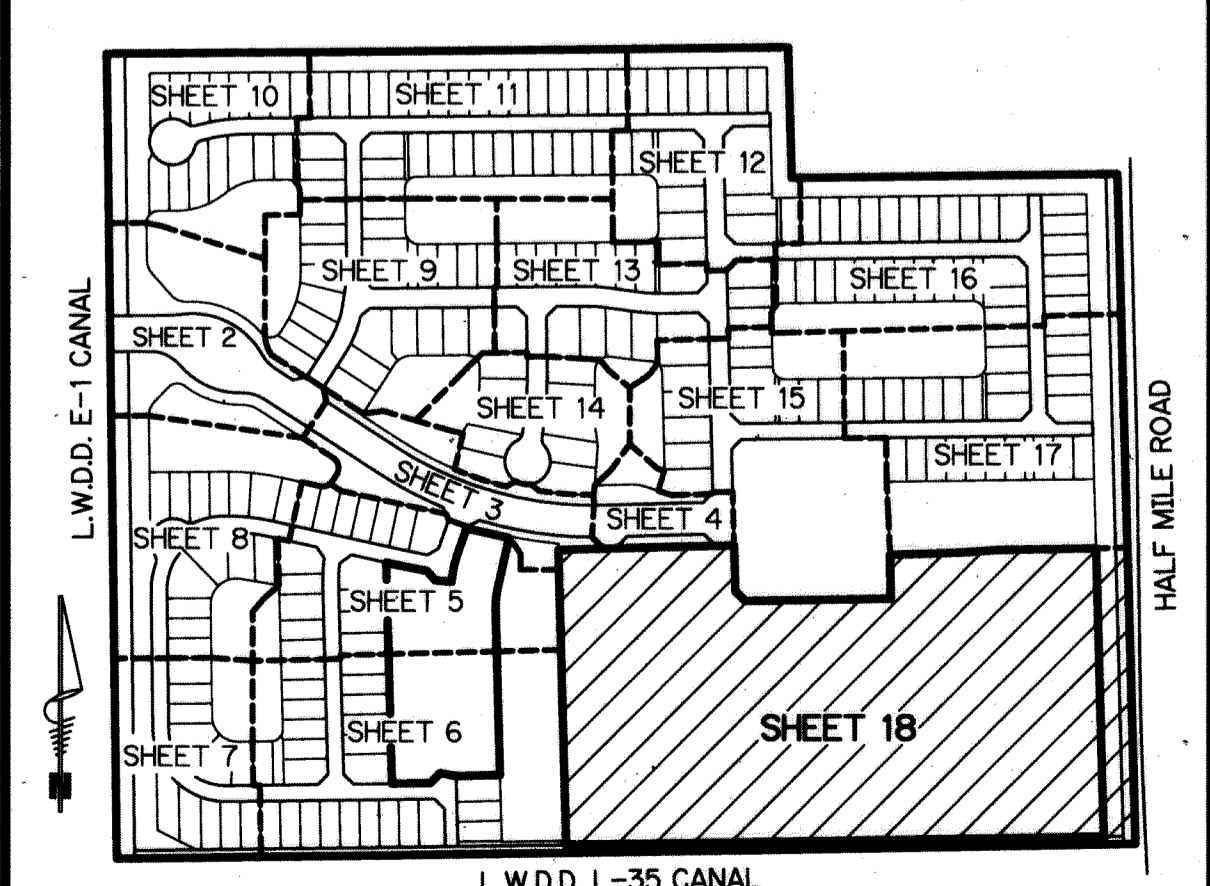 SHEET 10
SHEET 11
SHEET 12
SHEET 9
SHEET 13
SHEET 16
SHEET 2
L.W.D.D. E-1 CANAL
SHEET 14
SHEET 15
HALF MILE ROAD
SHEET 17
SHEET 3
SHEET 4
SHEET 8
SHEET 5
SHEET 6
SHEET 18
SHEET 7
L.W.D.D. L-35 CANAL